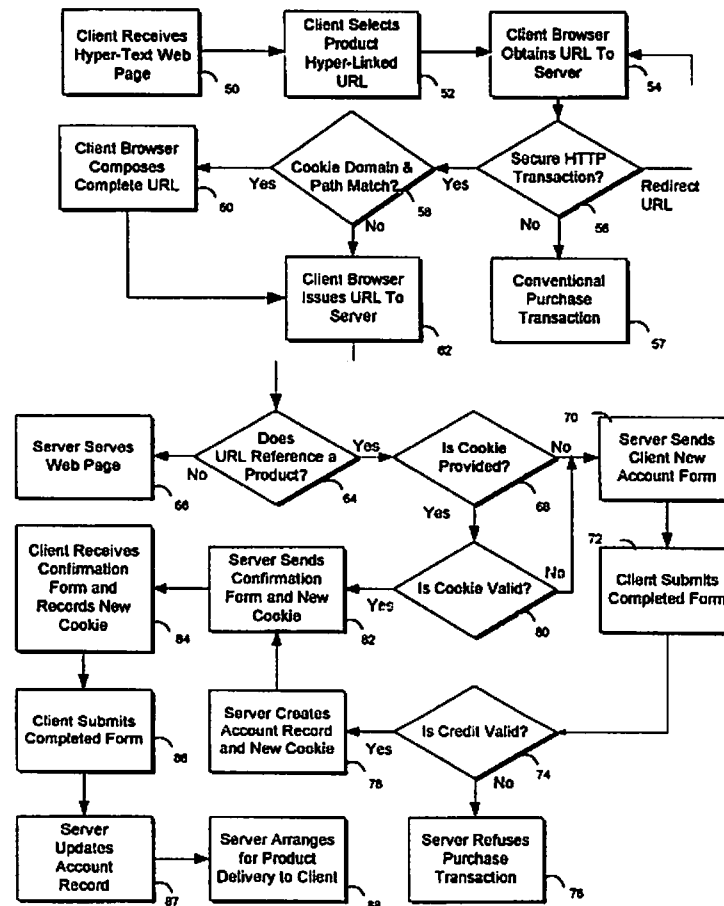 Client Receives
Hyper-Text Web
Page
50
Client Selects
Product
Hyper-Linked
URL
52
Client Browser
Obtains URL To
Server
54
Client Browser
Composes
Complete URL
60
Yes
Cookie Domain &
Path Match?
58
No
Yes
Secure HTTP
Transaction?
56
No
Redirect
URL
Client Browser
Issues URL To
Server
62
Conventional
Purchase
Transaction
57
Server Serves
Web Page
66
No
Does
URL Reference a
Product?
64
Yes
Is Cookie
Provided?
68
No
Yes
70
Server Sends
Client New
Account Form
Client Receives
Confirmation
Form and
Records New
Cookie
84
Server Sends
Confirmation
Form and New
Cookie
82
Yes
Is Cookie Valid?
80
No
72
Client Submits
Completed Form
Client Submits
Completed Form
86
Server Creates
Account Record
and New Cookie
78
Yes
Is Credit Valid?
74
No
Server
Updates
Account
Record
87
Server Arranges
for Product
Delivery to Client
Server Refuses
Purchase
Transaction
76